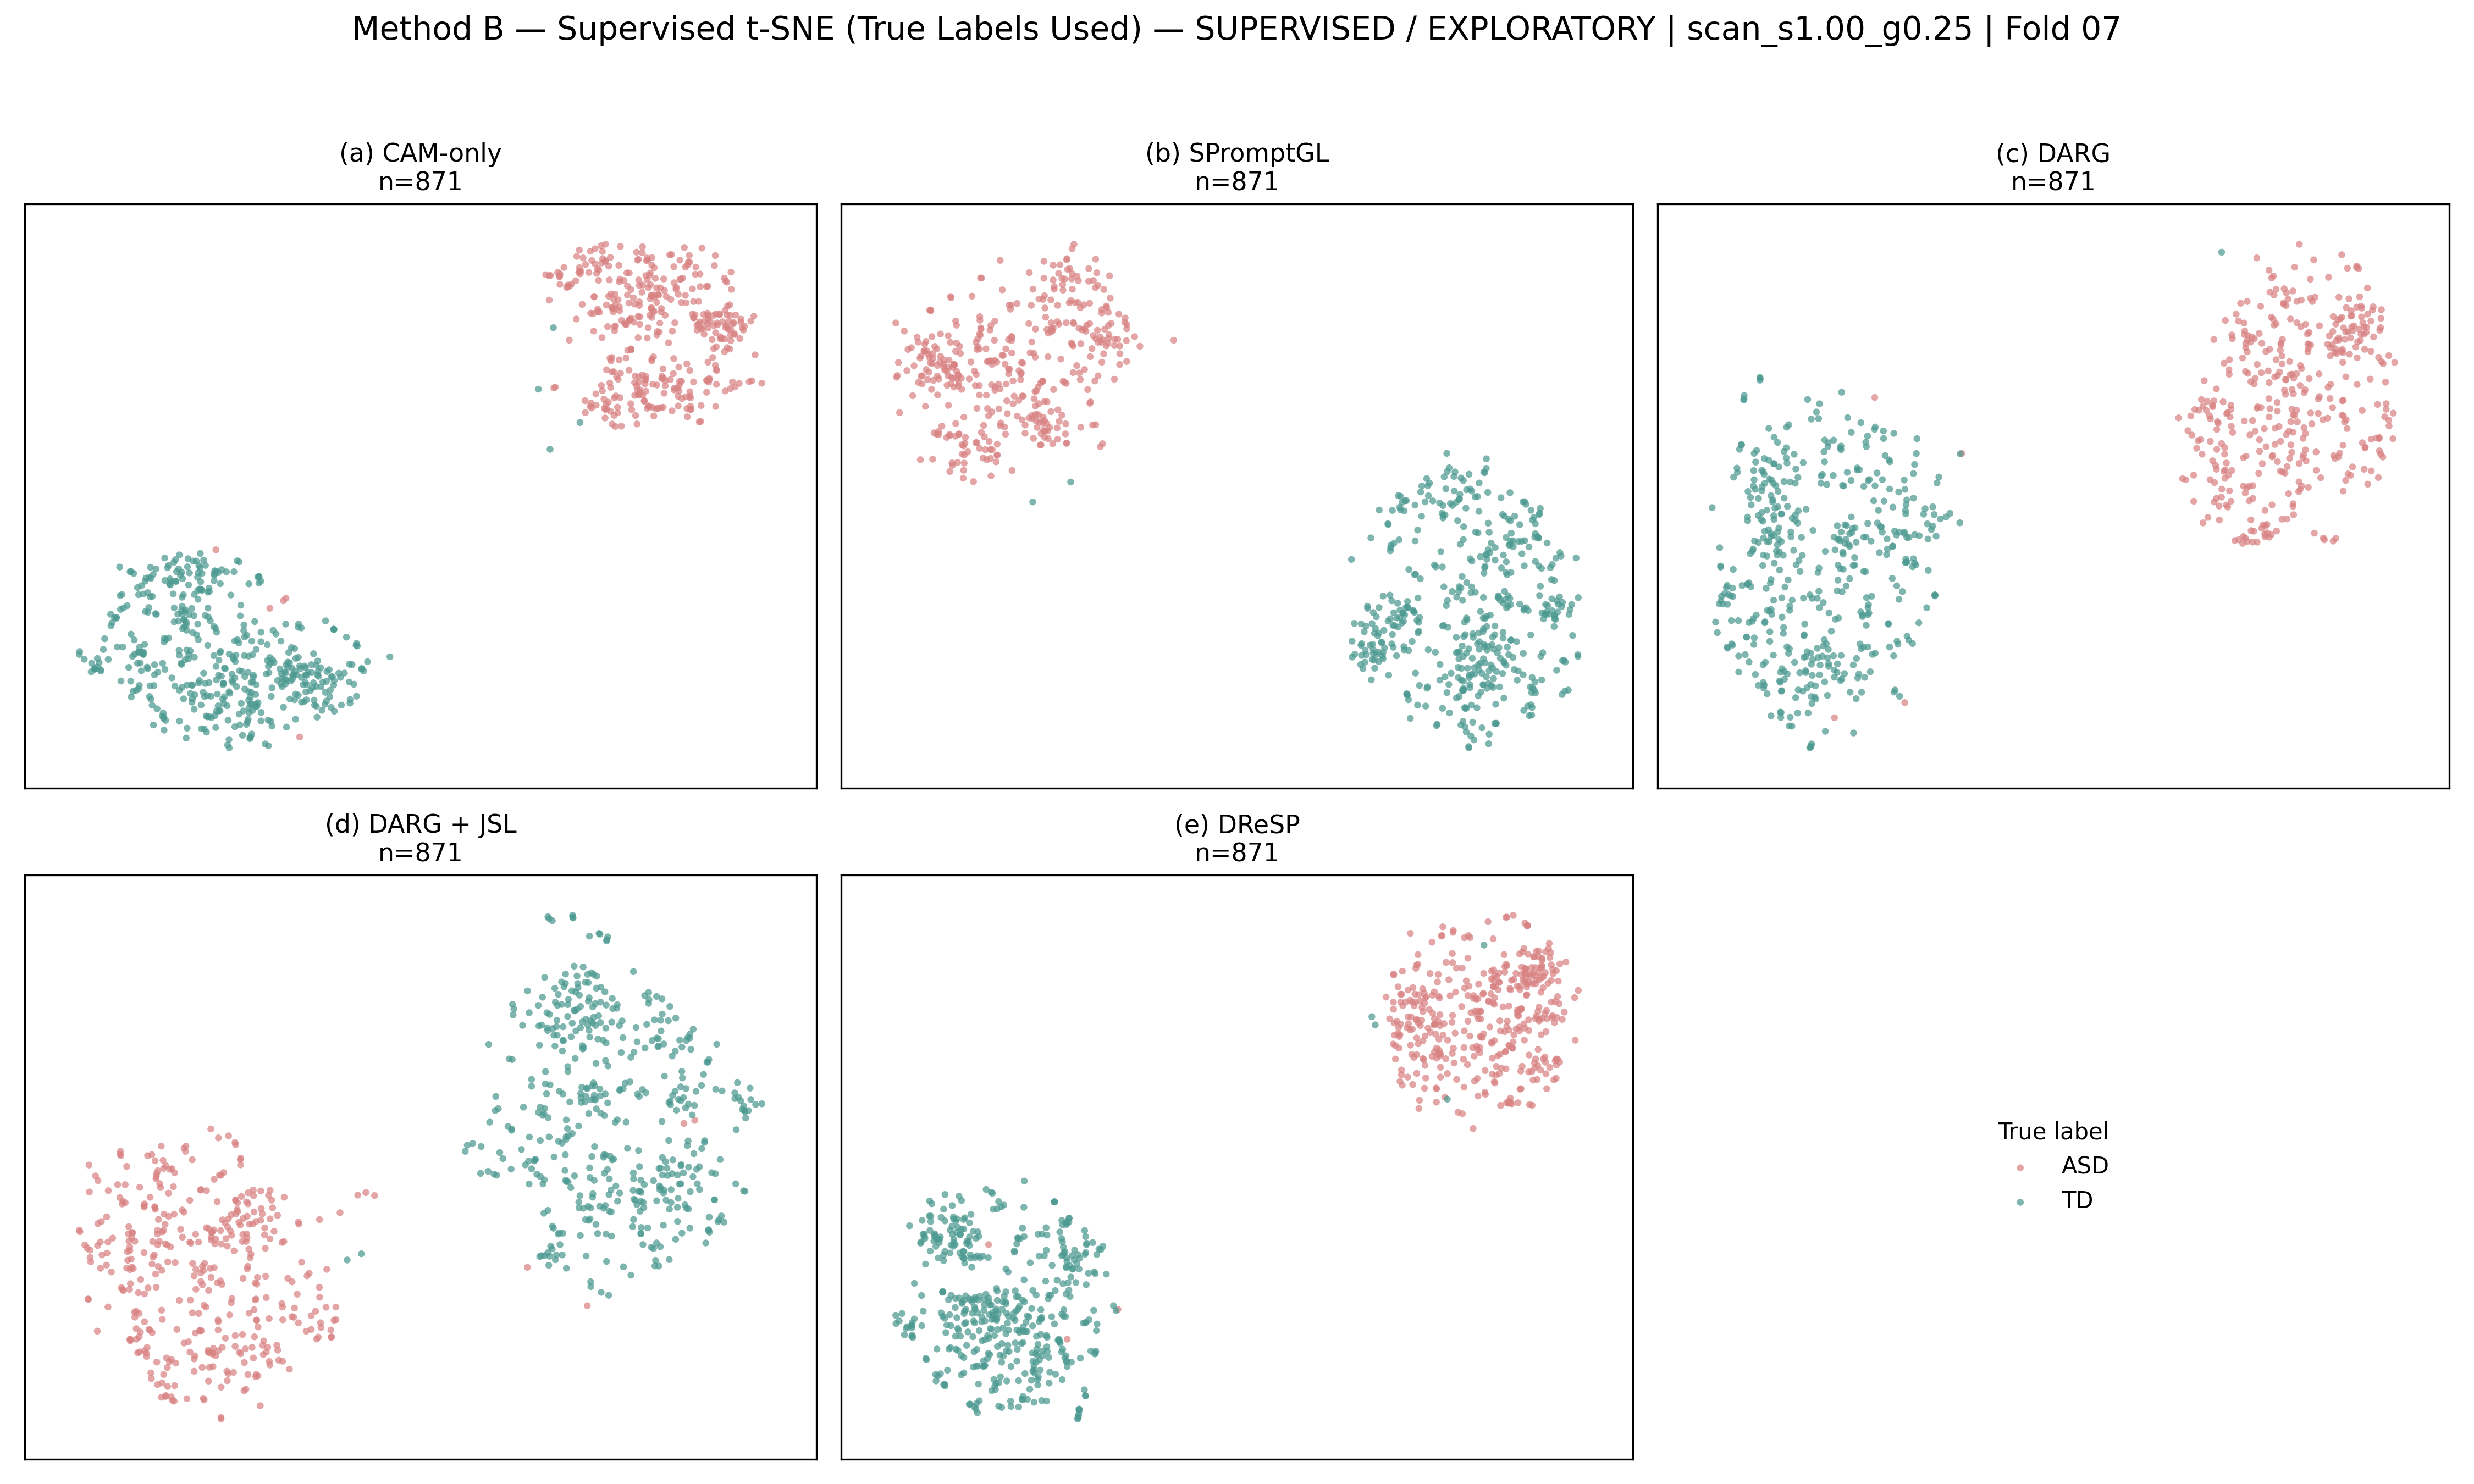 Method B — Supervised t-SNE (True Labels Used) — SUPERVISED / EXPLORATORY | scan_s1.00_g0.25 | Fold 07
(a) CAM-only
n=871
(b) SPromptGL
n=871
(c) DARG
n=871
(d) DARG + JSL
n=871
(e) DReSP
n=871
True label
ASD
TD